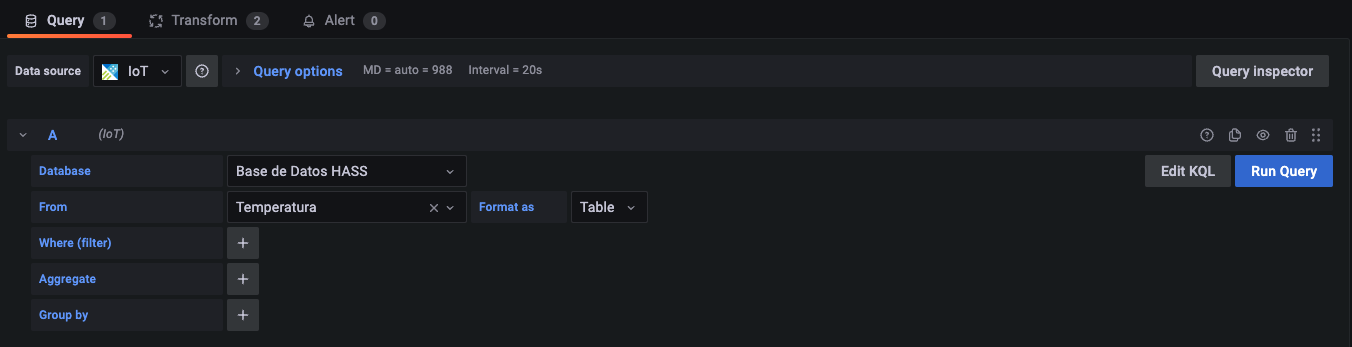 Query 1 Transform 2 Alert 0
Data source IoT Query options MD = auto = 988 Interval = 20s Query inspector
A (IoT)
Database Base de Datos HASS Edit KQL Run Query
From Temperatura Format as Table
Where (filter) +
Aggregate +
Group by +